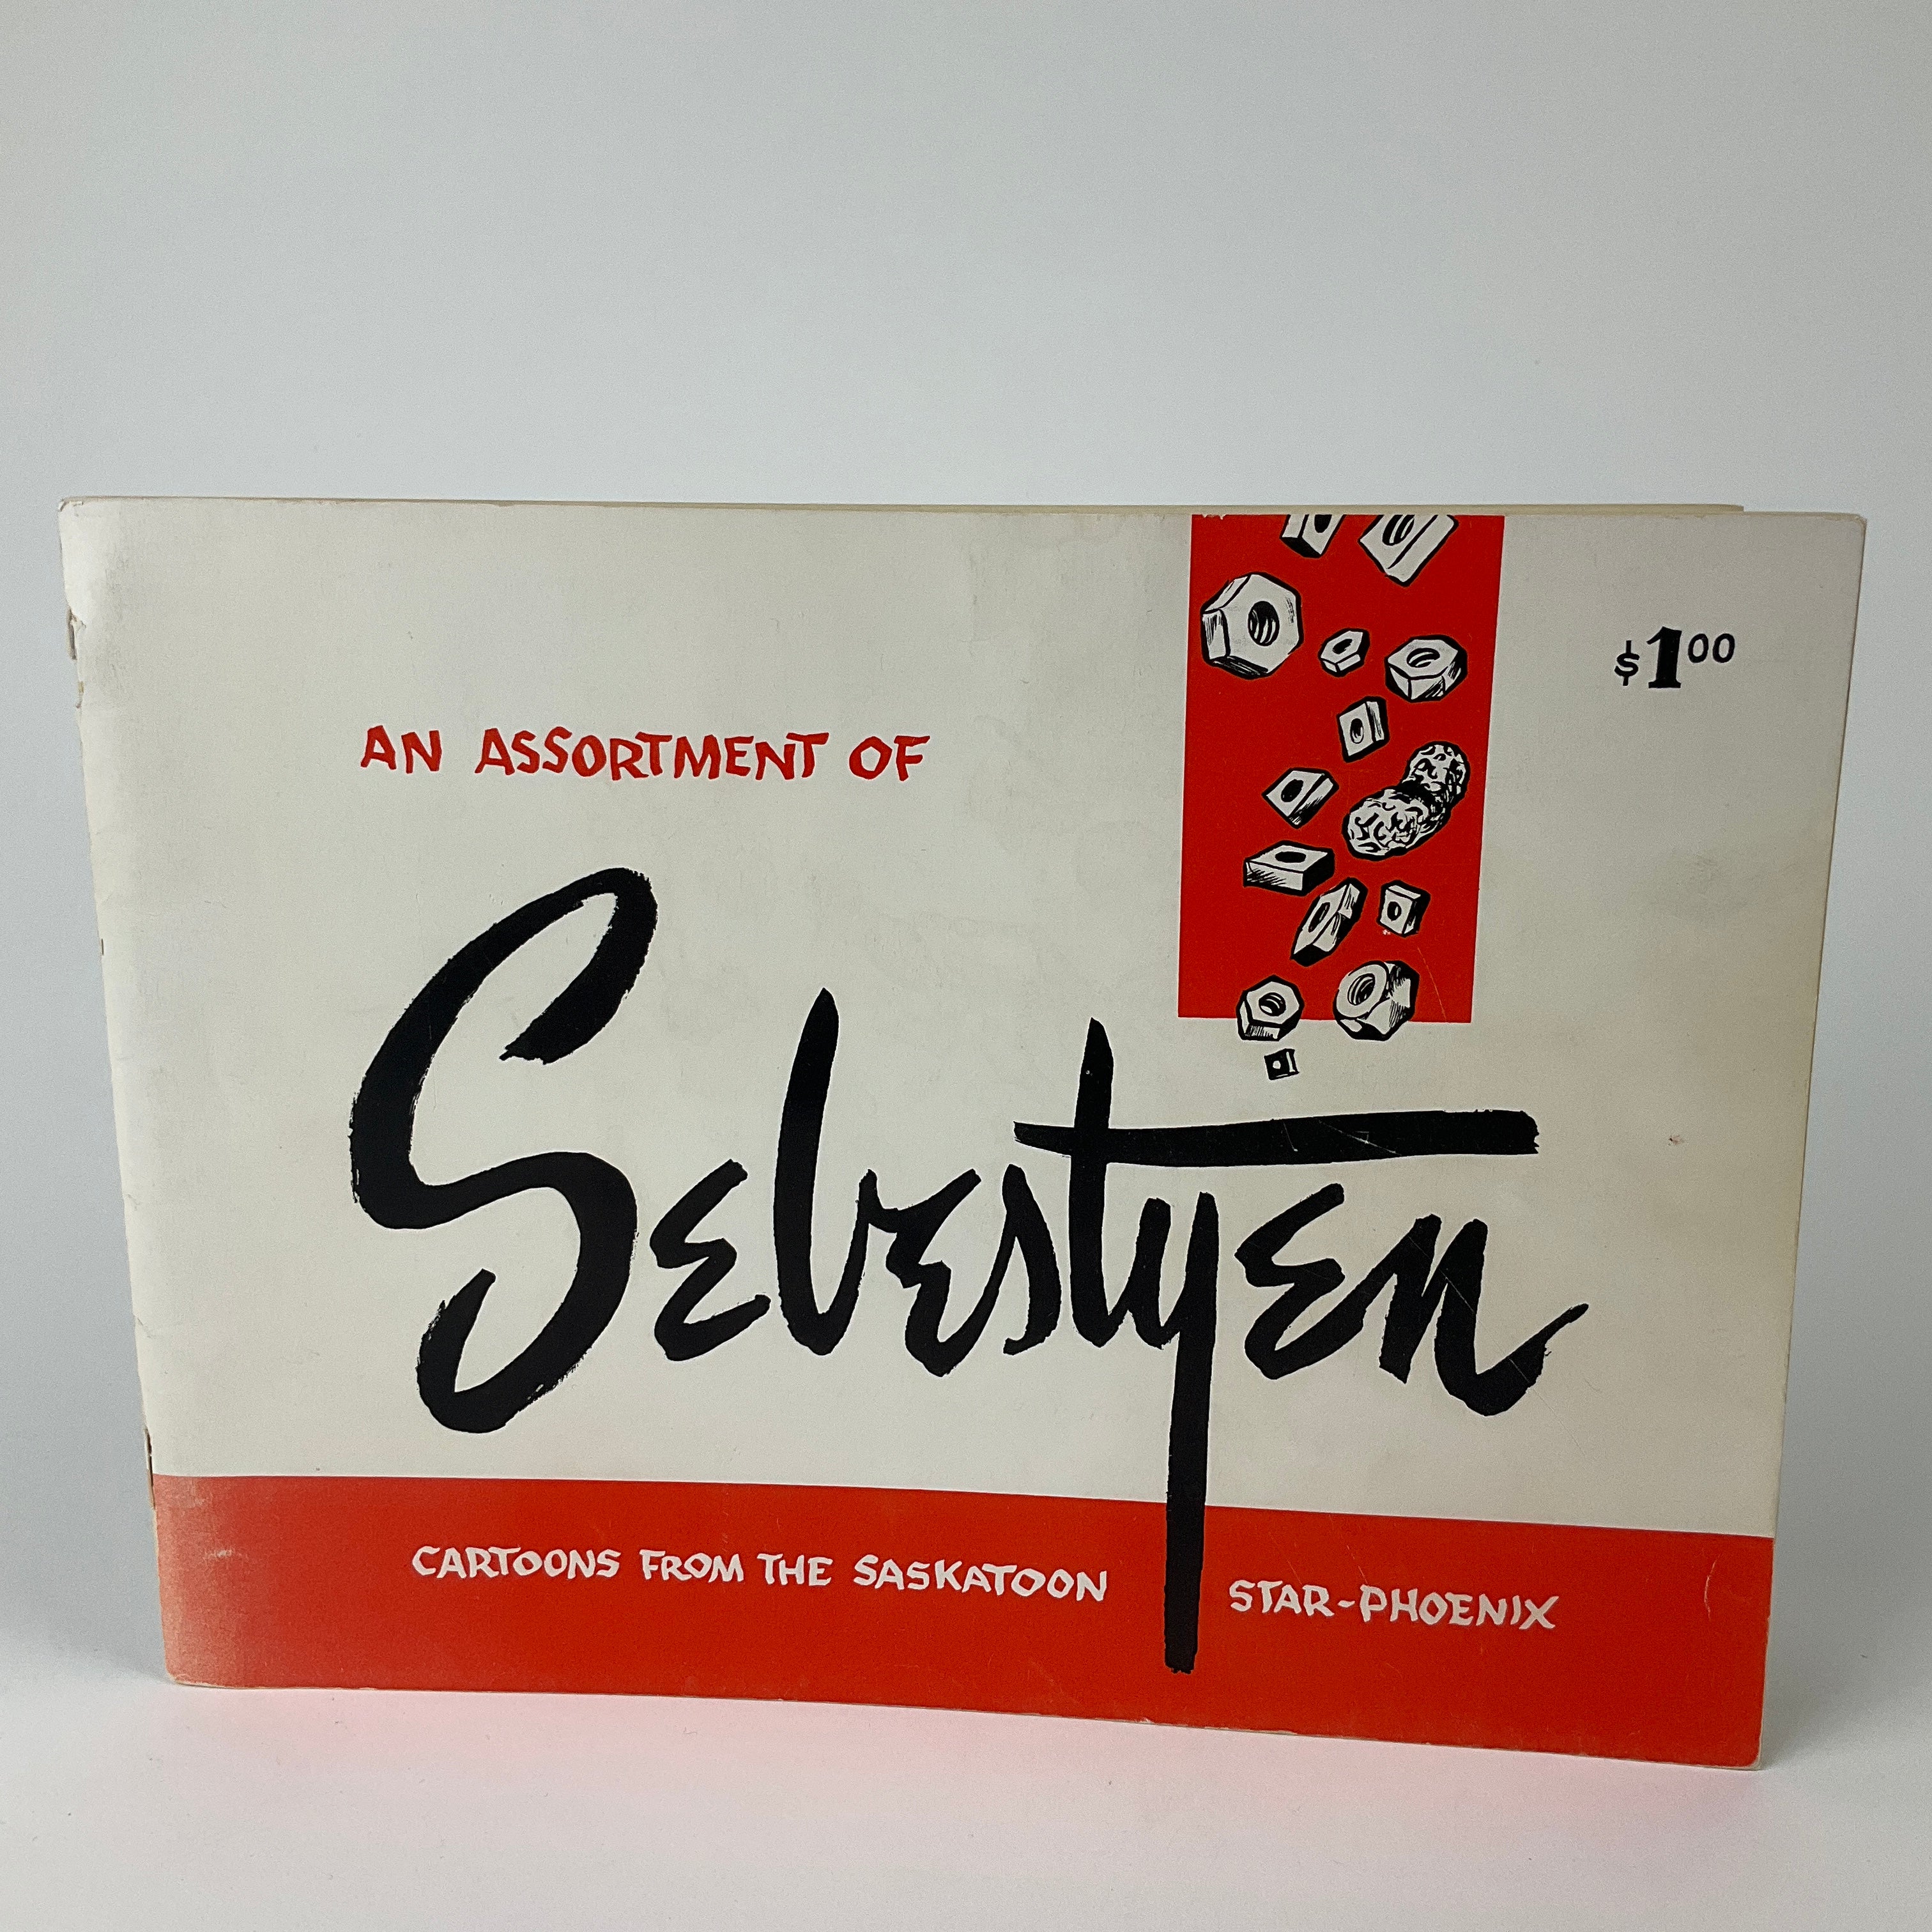 $1.00
AN ASSORTMENT OF
Sebestyen
CARTOONS FROM THE SASKATOON STAR-PHOENIX